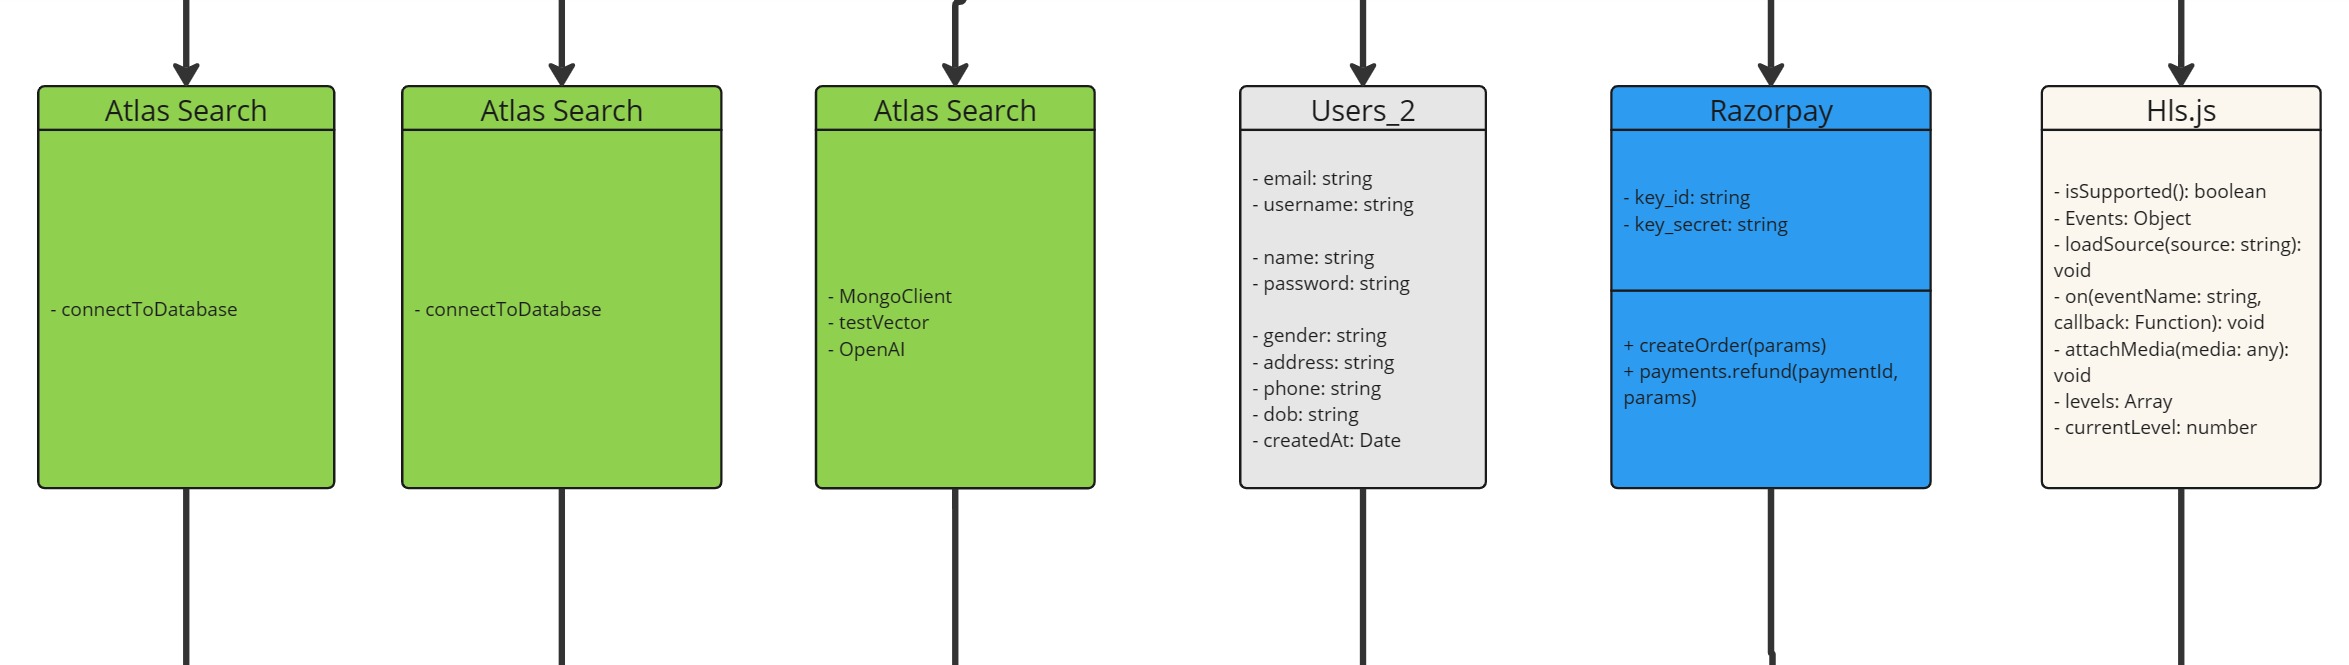 Atlas Search
- connectToDatabase
Atlas Search
- connectToDatabase
Atlas Search
- MongoClient
- testVector
- OpenAI
Users_2
- email: string
- username: string
- name: string
- password: string
- gender: string
- address: string
- phone: string
- dob: string
- createdAt: Date
Razorpay
- key_id: string
- key_secret: string
+ createOrder(params)
+ payments.refund(paymentId,
params)
Hls.js
- isSupported(): boolean
- Events: Object
- loadSource(source: string):
void
- on(eventName: string,
callback: Function): void
- attachMedia(media: any):
void
- levels: Array
- currentLevel: number